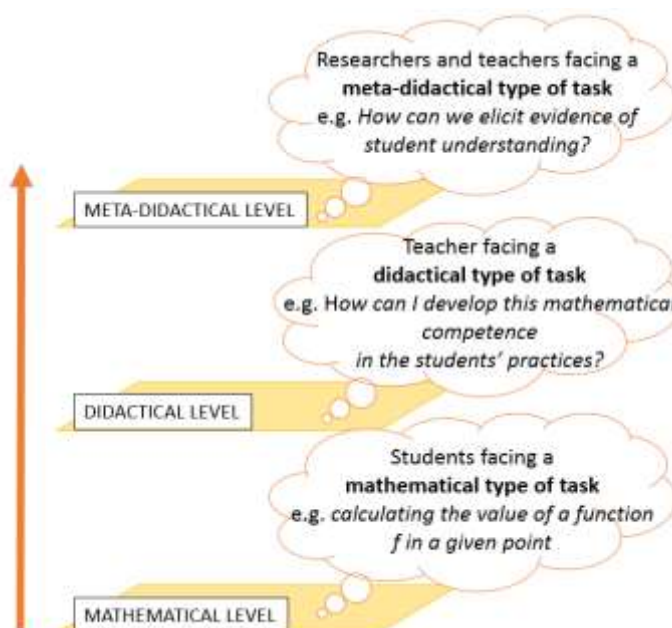 Researchers and teachers facing a
meta-didactical type of task
e.g. How can we elicit evidence of
student understanding?
META-DIDACTICAL LEVEL
Teacher facing a
didactical type of task
e.g. How can I develop this mathematical
competence
in the students’ practices?
DIDACTICAL LEVEL
Students facing a
mathematical type of task
e.g. calculating the value of a function
f in a given point
MATHEMATICAL LEVEL